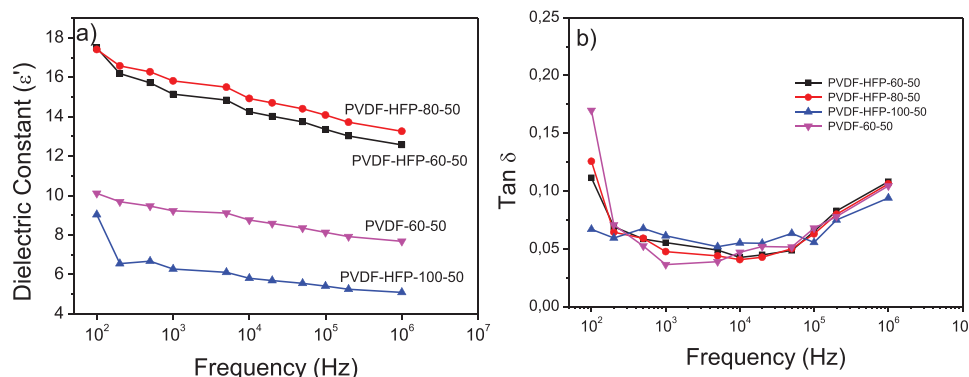 a)
Dielectric Constant (ε')
18
16
14
12
10
8
6
4
PVDF-HFP-80-50
PVDF-HFP-60-50
PVDF-60-50
PVDF-HFP-100-50
10² 10³ 10⁴ 10⁵ 10⁶ 10⁷
Frequency (Hz)
b)
Tan δ
0,25
0,20
0,15
0,10
0,05
0,00
PVDF-HFP-60-50
PVDF-HFP-80-50
PVDF-HFP-100-50
PVDF-60-50
10² 10³ 10⁴ 10⁵ 10⁶ 10⁷
Frequency (Hz)